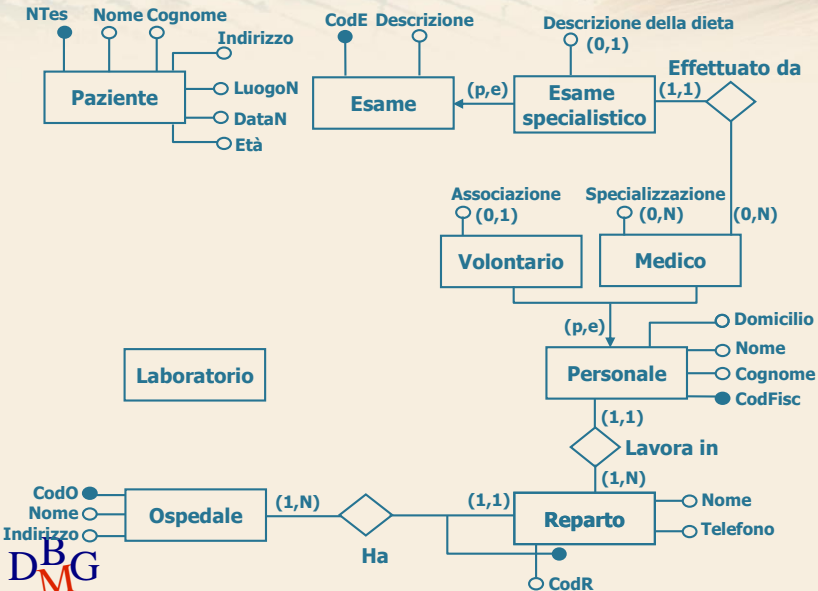 NTes Nome Cognome
Indirizzo
Paziente
LuogoN
DataN
Età
CodE Descrizione
Esame
(p,e)
Descrizione della dieta
(0,1)
Esame
specialistico
(1,1)
Effettuato da
Associazione
(0,1)
Specializzazione
(0,N)
(0,N)
Volontario
Medico
(p,e)
Domicilio
Nome
Cognome
CodFisc
Personale
Laboratorio
(1,1)
Lavora in
(1,N)
CodO
Nome
Indirizzo
Ospedale
(1,N)
Ha
(1,1)
Reparto
Nome
Telefono
CodR
DBMG